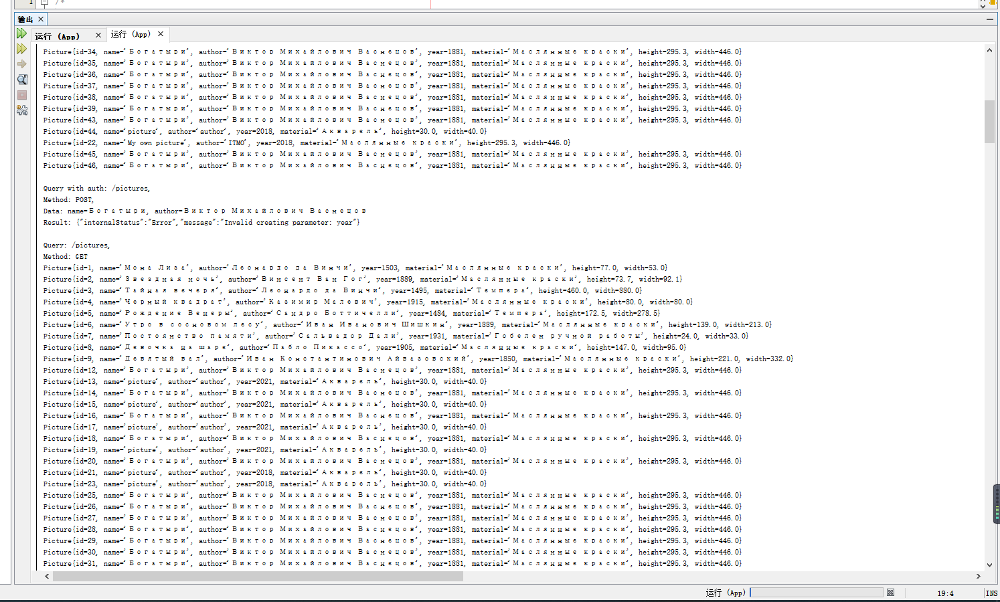 1 /*
输出
运行 (App) 运行 (App)
Picture{id=34, name='Богатыри', author='Виктор Михайлович Васнецов', year=1881, material='Маслянные краски', height=295.3, width=446.0}
Picture{id=35, name='Богатыри', author='Виктор Михайлович Васнецов', year=1881, material='Маслянные краски', height=295.3, width=446.0}
Picture{id=36, name='Богатыри', author='Виктор Михайлович Васнецов', year=1881, material='Маслянные краски', height=295.3, width=446.0}
Picture{id=37, name='Богатыри', author='Виктор Михайлович Васнецов', year=1881, material='Маслянные краски', height=295.3, width=446.0}
Picture{id=38, name='Богатыри', author='Виктор Михайлович Васнецов', year=1881, material='Маслянные краски', height=295.3, width=446.0}
Picture{id=39, name='Богатыри', author='Виктор Михайлович Васнецов', year=1881, material='Маслянные краски', height=295.3, width=446.0}
Picture{id=43, name='Богатыри', author='Виктор Михайлович Васнецов', year=1881, material='Маслянные краски', height=295.3, width=446.0}
Picture{id=44, name='picture', author='author', year=2018, material='Акварель', height=30.0, width=40.0}
Picture{id=22, name='My own picture', author='ITMO', year=2018, material='Маслянные краски', height=295.3, width=446.0}
Picture{id=45, name='Богатыри', author='Виктор Михайлович Васнецов', year=1881, material='Маслянные краски', height=295.3, width=446.0}
Picture{id=46, name='Богатыри', author='Виктор Михайлович Васнецов', year=1881, material='Маслянные краски', height=295.3, width=446.0}
Query with auth: /pictures,
Method: POST,
Data: name=Богатыри, author=Виктор Михайлович Васнецов
Result: {"internalStatus":"Error","message":"Invalid creating parameter: year"}
Query: /pictures,
Method: GET
Picture{id=1, name='Мона Лиза', author='Леонардо да Винчи', year=1503, material='Маслянные краски', height=77.0, width=53.0}
Picture{id=2, name='Звездная ночь', author='Винсент Ван Гог', year=1889, material='Маслянные краски', height=73.7, width=92.1}
Picture{id=3, name='Тайная вечеря', author='Леонардо да Винчи', year=1495, material='Темпера', height=460.0, width=880.0}
Picture{id=4, name='Черный квадрат', author='Казимир Малевич', year=1915, material='Маслянные краски', height=80.0, width=80.0}
Picture{id=5, name='Рождение Венеры', author='Сандро Боттичелли', year=1484, material='Темпера', height=172.5, width=278.5}
Picture{id=6, name='Утро в сосновом лесу', author='Иван Иванович Шишкин', year=1889, material='Маслянные краски', height=139.0, width=213.0}
Picture{id=7, name='Постоянство памяти', author='Сальвадор Дали', year=1931, material='Гобелен ручной работы', height=24.0, width=33.0}
Picture{id=8, name='Девочка на шаре', author='Пабло Пикассо', year=1905, material='Маслянные краски', height=147.0, width=95.0}
Picture{id=9, name='Девятый вал', author='Иван Константинович Айвазовский', year=1850, material='Маслянные краски', height=221.0, width=332.0}
Picture{id=12, name='Богатыри', author='Виктор Михайлович Васнецов', year=1881, material='Маслянные краски', height=295.3, width=446.0}
Picture{id=13, name='picture', author='author', year=2021, material='Акварель', height=30.0, width=40.0}
Picture{id=14, name='Богатыри', author='Виктор Михайлович Васнецов', year=1881, material='Маслянные краски', height=295.3, width=446.0}
Picture{id=15, name='picture', author='author', year=2021, material='Акварель', height=30.0, width=40.0}
Picture{id=16, name='Богатыри', author='Виктор Михайлович Васнецов', year=1881, material='Маслянные краски', height=295.3, width=446.0}
Picture{id=17, name='picture', author='author', year=2021, material='Акварель', height=30.0, width=40.0}
Picture{id=18, name='Богатыри', author='Виктор Михайлович Васнецов', year=1881, material='Маслянные краски', height=295.3, width=446.0}
Picture{id=19, name='picture', author='author', year=2021, material='Акварель', height=30.0, width=40.0}
Picture{id=20, name='Богатыри', author='Виктор Михайлович Васнецов', year=1881, material='Маслянные краски', height=295.3, width=446.0}
Picture{id=21, name='picture', author='author', year=2018, material='Акварель', height=30.0, width=40.0}
Picture{id=23, name='picture', author='author', year=2018, material='Акварель', height=30.0, width=40.0}
Picture{id=25, name='Богатыри', author='Виктор Михайлович Васнецов', year=1881, material='Маслянные краски', height=295.3, width=446.0}
Picture{id=26, name='Богатыри', author='Виктор Михайлович Васнецов', year=1881, material='Маслянные краски', height=295.3, width=446.0}
Picture{id=27, name='Богатыри', author='Виктор Михайлович Васнецов', year=1881, material='Маслянные краски', height=295.3, width=446.0}
Picture{id=28, name='Богатыри', author='Виктор Михайлович Васнецов', year=1881, material='Маслянные краски', height=295.3, width=446.0}
Picture{id=29, name='Богатыри', author='Виктор Михайлович Васнецов', year=1881, material='Маслянные краски', height=295.3, width=446.0}
Picture{id=30, name='Богатыри', author='Виктор Михайлович Васнецов', year=1881, material='Маслянные краски', height=295.3, width=446.0}
Picture{id=31, name='Богатыри', author='Виктор Михайлович Васнецов', year=1881, material='Маслянные краски', height=295.3, width=446.0}
运行 (App) 19:4 INS